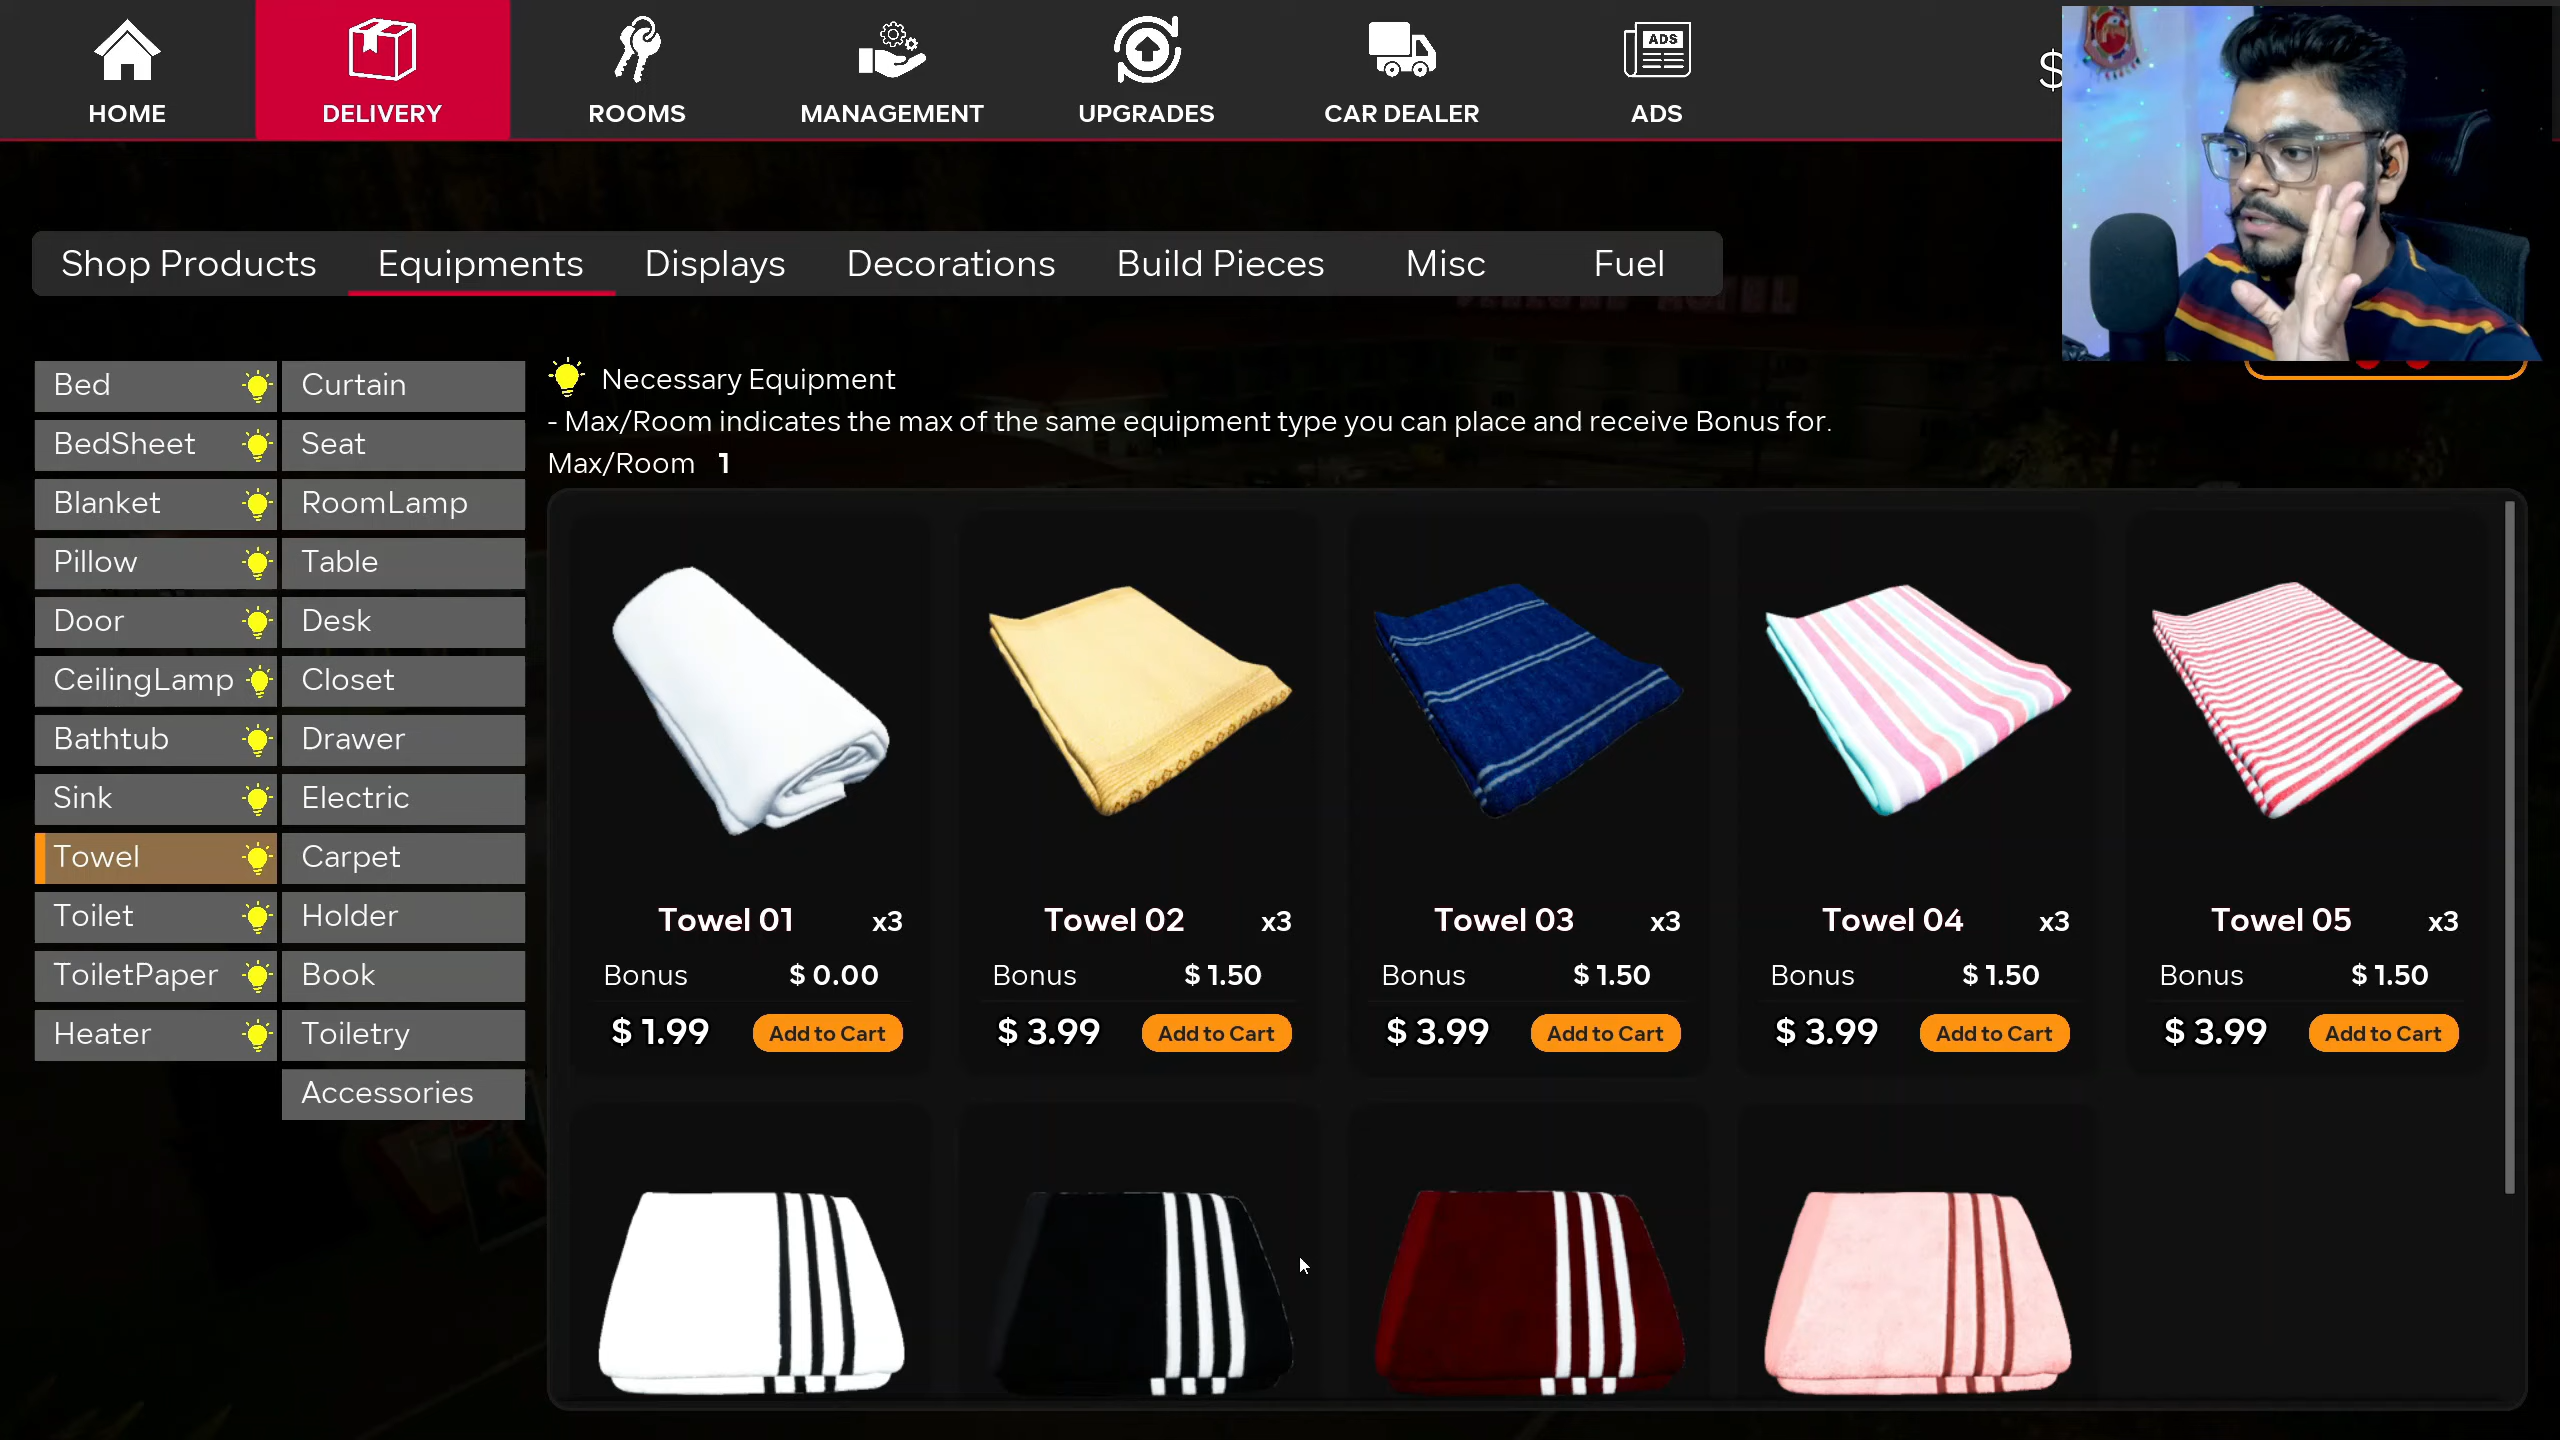 HOME
DELIVERY
ROOMS
MANAGEMENT
UPGRADES
CAR DEALER
ADS
ADS
$
Shop Products
Equipments
Displays
Decorations
Build Pieces
Misc
Fuel
Bed
BedSheet
Blanket
Pillow
Door
CeilingLamp
Bathtub
Sink
Towel
Toilet
ToiletPaper
Heater
Curtain
Seat
RoomLamp
Table
Desk
Closet
Drawer
Electric
Carpet
Holder
Book
Toiletry
Accessories
Necessary Equipment
- Max/Room indicates the max of the same equipment type you can place and receive Bonus for.
Max/Room 1
Towel 01 x3
Bonus $ 0.00
$ 1.99 Add to Cart
Towel 02 x3
Bonus $ 1.50
$ 3.99 Add to Cart
Towel 03 x3
Bonus $ 1.50
$ 3.99 Add to Cart
Towel 04 x3
Bonus $ 1.50
$ 3.99 Add to Cart
Towel 05 x3
Bonus $ 1.50
$ 3.99 Add to Cart